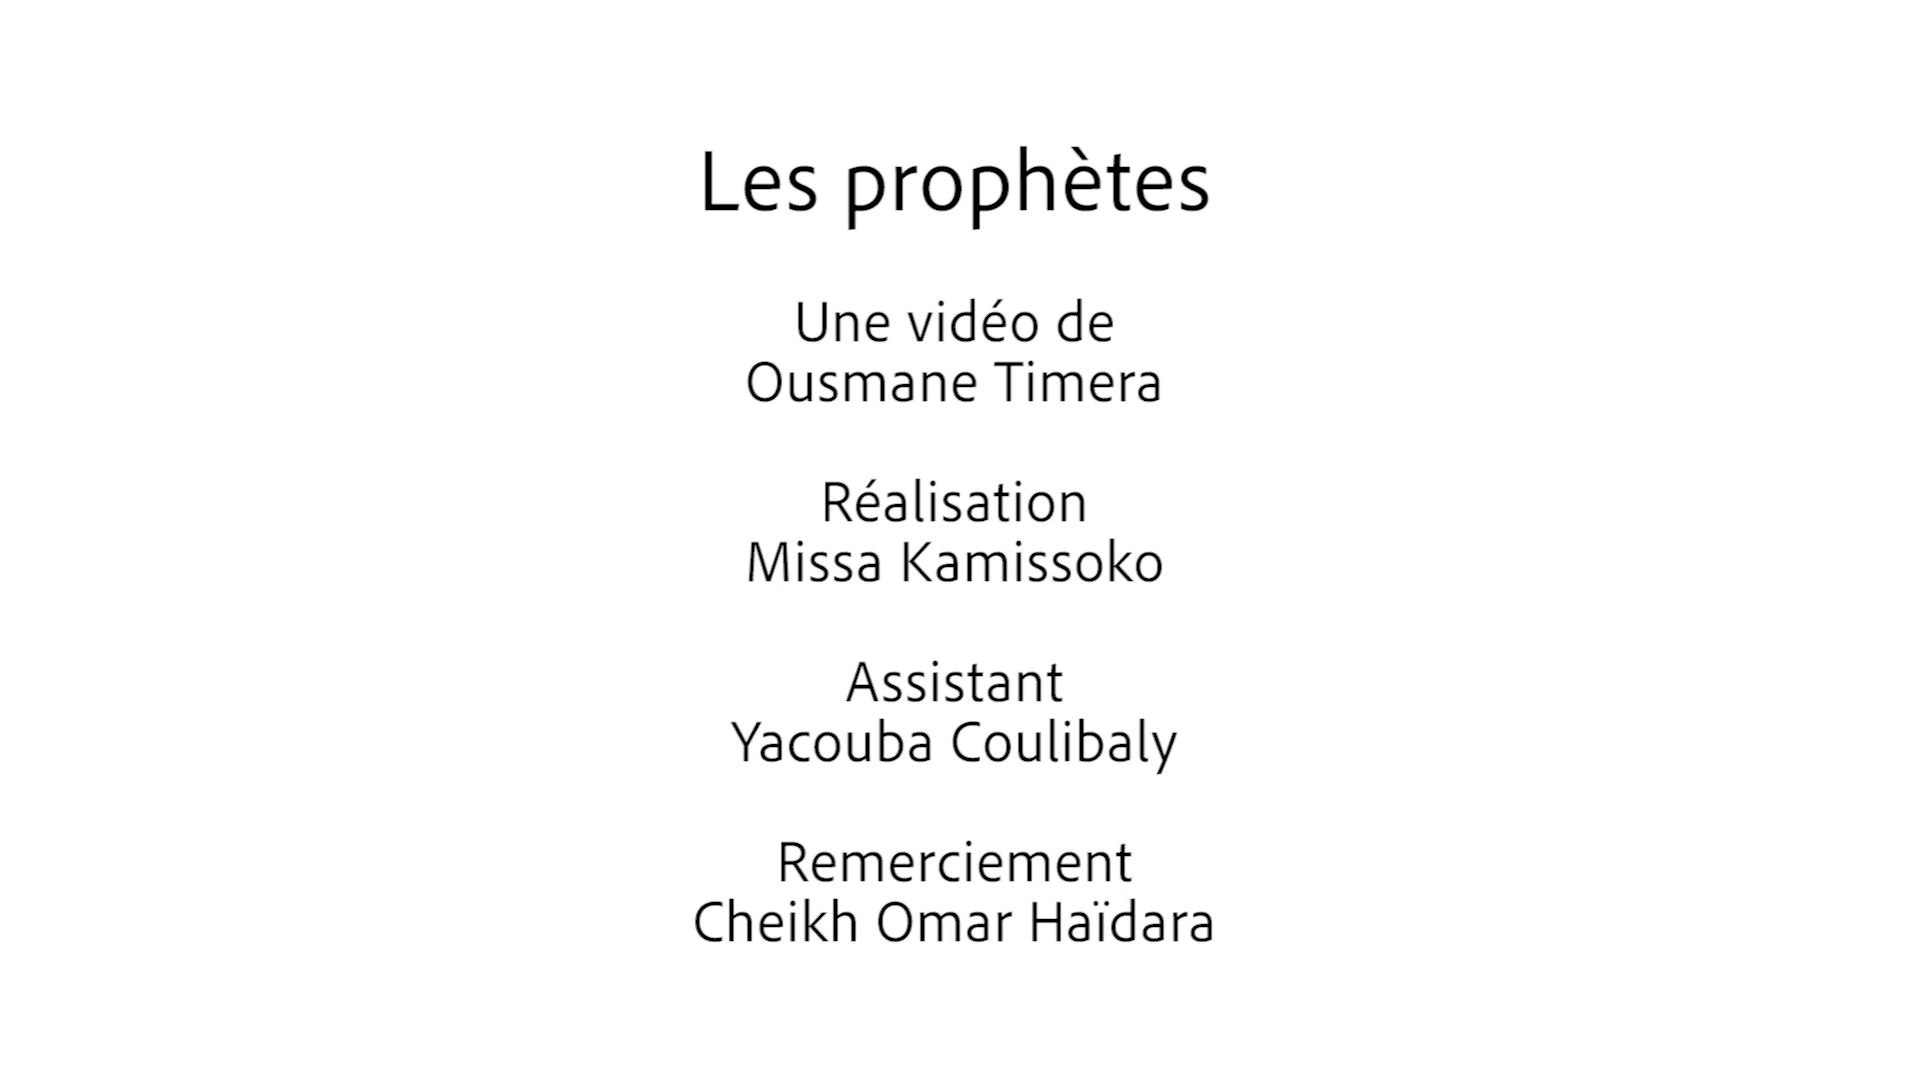 Les prophètes
Une vidéo de
Ousmane Timera
Réalisation
Missa Kamissoko
Assistant
Yacouba Coulibaly
Remerciement
Cheikh Omar Haïdara